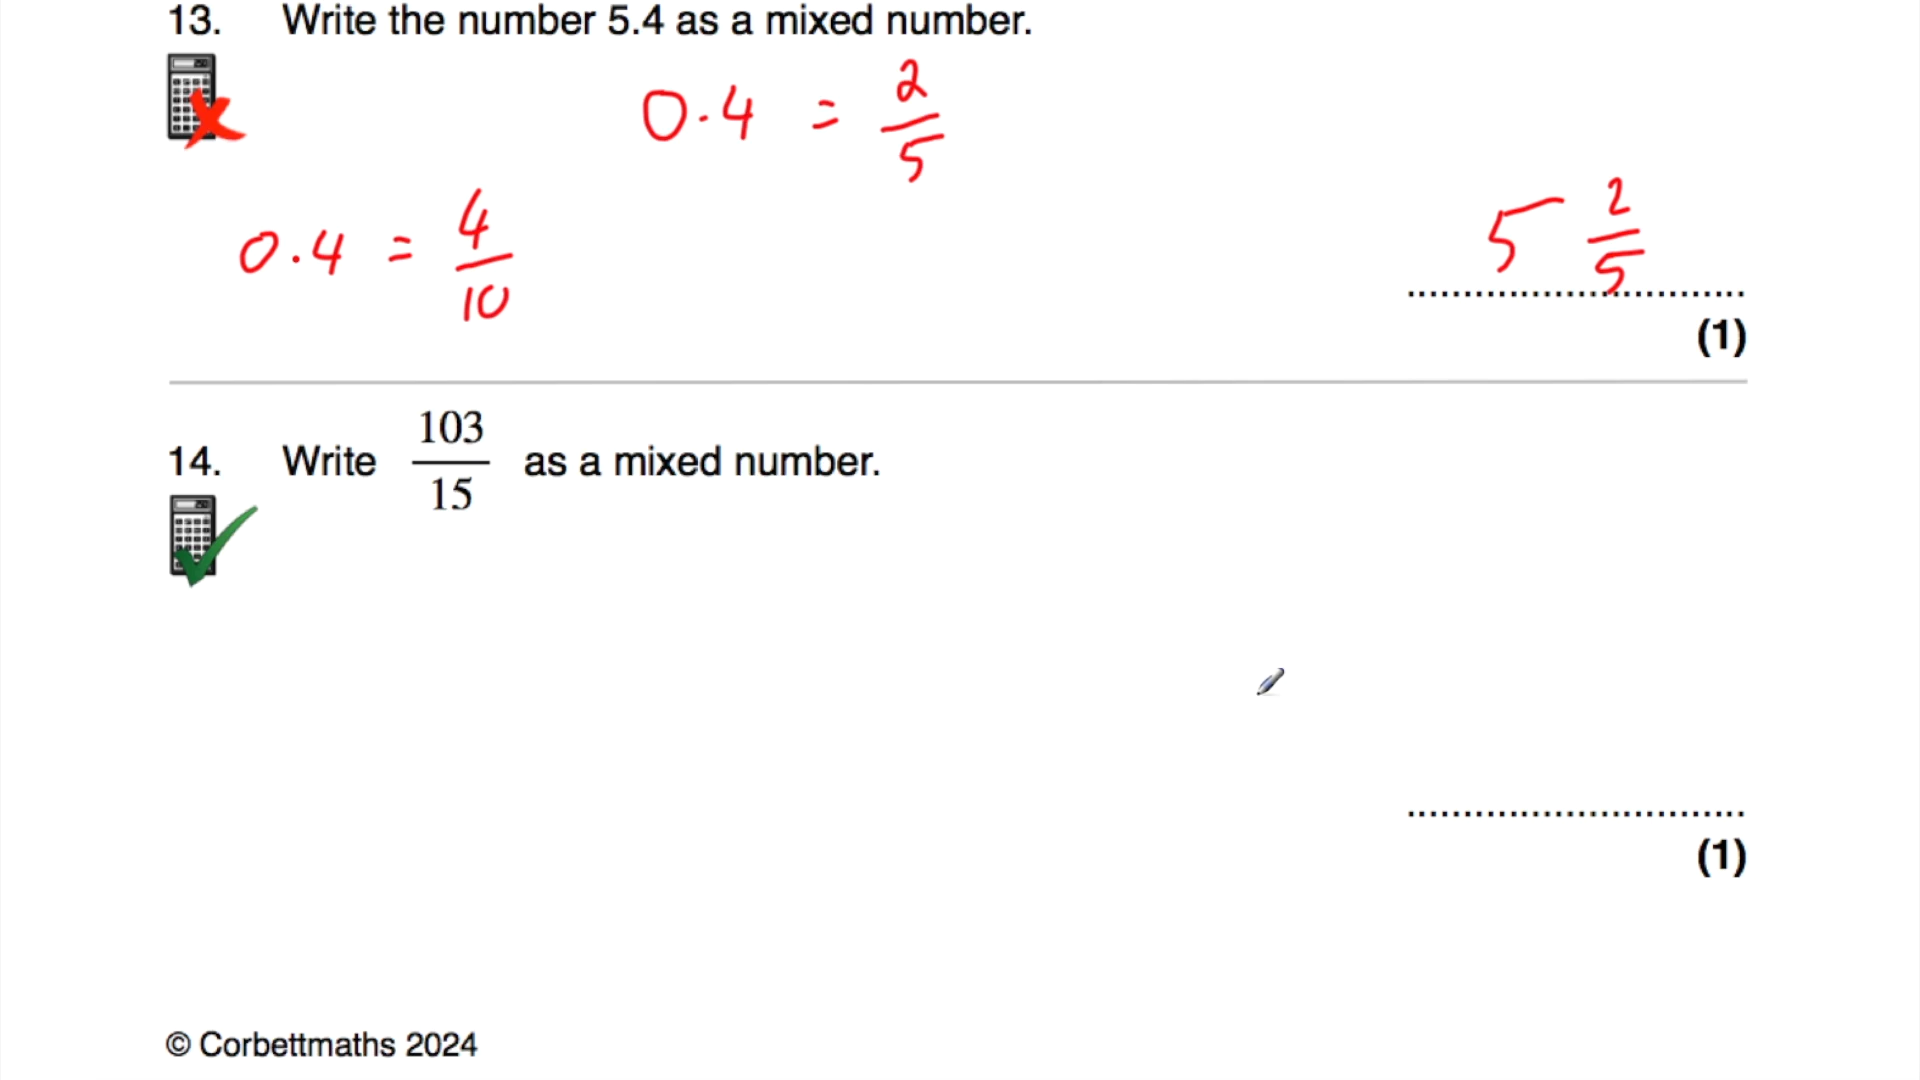 13. Write the number 5.4 as a mixed number.
0.4 = 2/5
0.4 = 4/10
5 2/5
(1)
14. Write 103/15 as a mixed number.
(1)
© Corbettmaths 2024